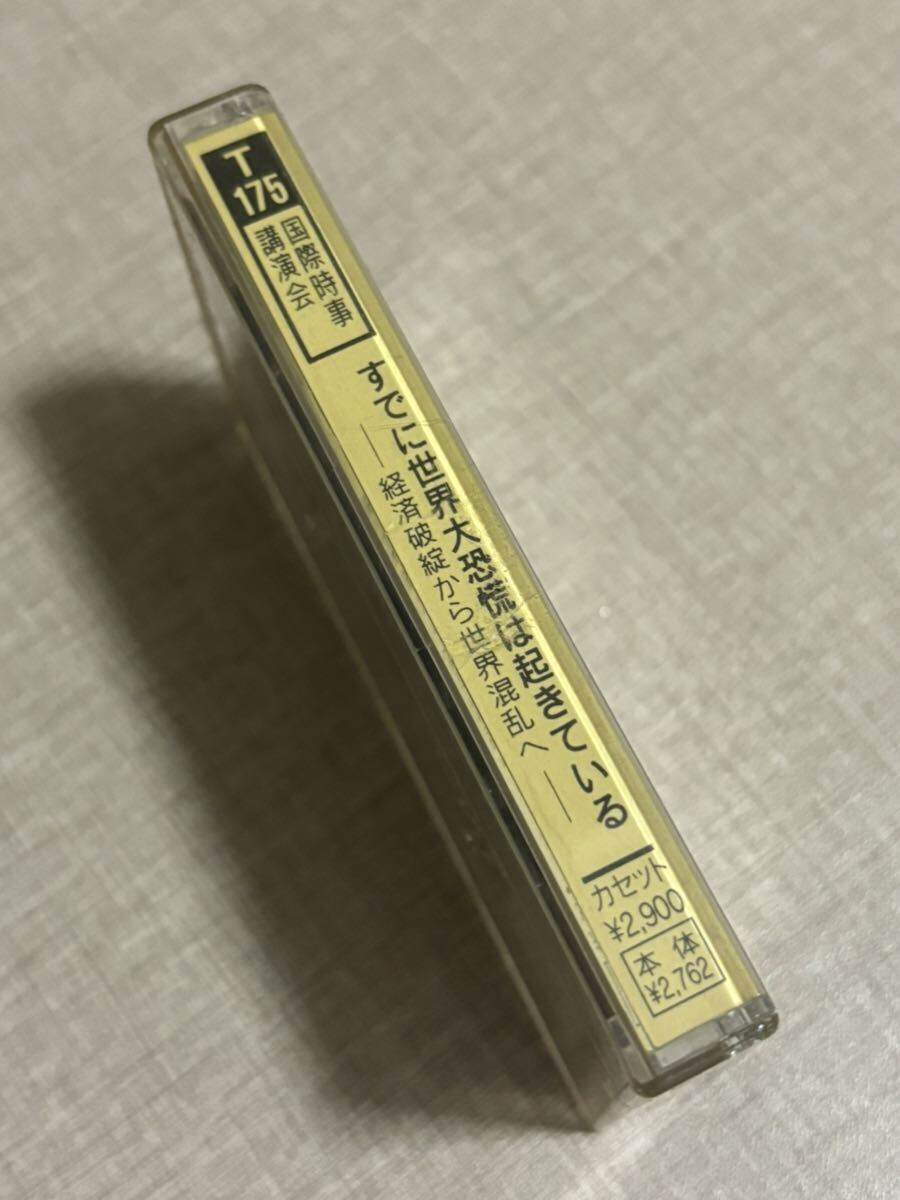 T
175
国際時事
講演会
すでに世界大恐慌は起きている
―経済破綻から世界混乱へ―
カセット
¥2,900
本体
¥2,762